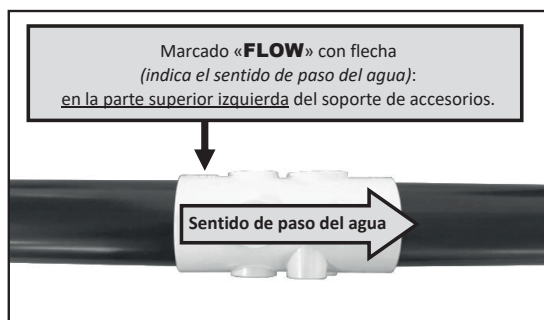 Marcado «FLOW» con flecha
(indica el sentido de paso del agua):
en la parte superior izquierda del soporte de accesorios.
Sentido de paso del agua